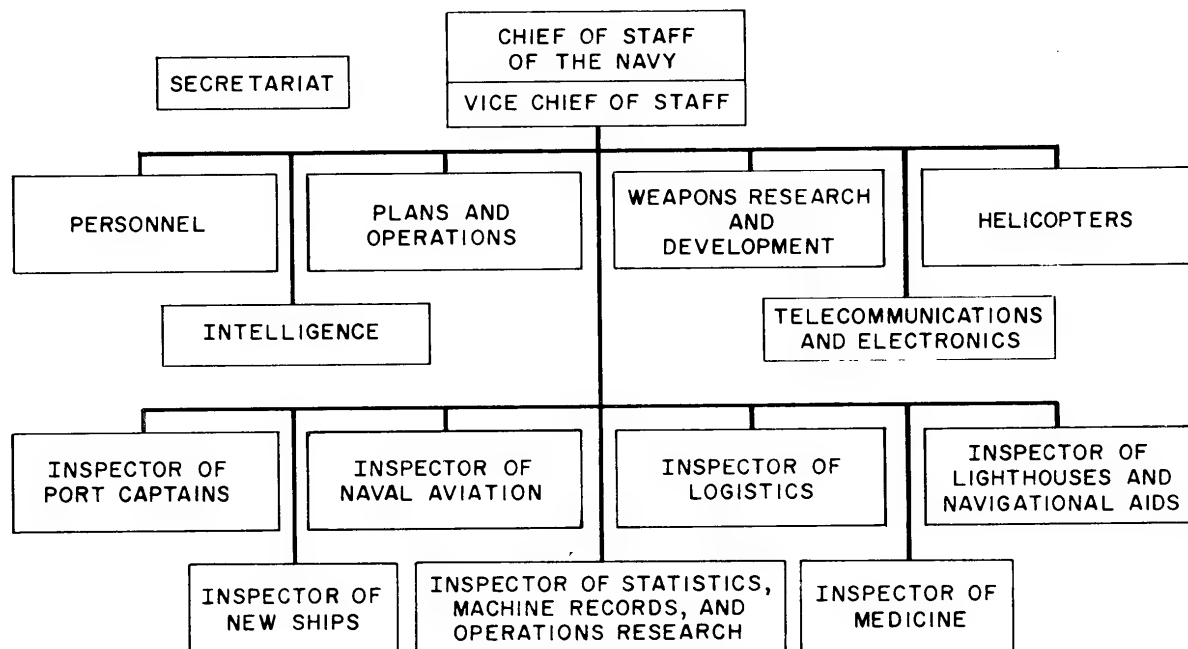 CHIEF OF STAFF
OF THE NAVY
SECRETARIAT
VICE CHIEF OF STAFF
PERSONNEL
PLANS AND
OPERATIONS
WEAPONS RESEARCH
AND
DEVELOPMENT
HELICOPTERS
INTELLIGENCE
TELECOMMUNICATIONS
AND ELECTRONICS
INSPECTOR OF
PORT CAPTAINS
INSPECTOR OF
NAVAL AVIATION
INSPECTOR OF
LOGISTICS
INSPECTOR OF
LIGHTHOUSES AND
NAVIGATIONAL AIDS
INSPECTOR OF
NEW SHIPS
INSPECTOR OF STATISTICS,
MACHINE RECORDS, AND
OPERATIONS RESEARCH
INSPECTOR OF
MEDICINE